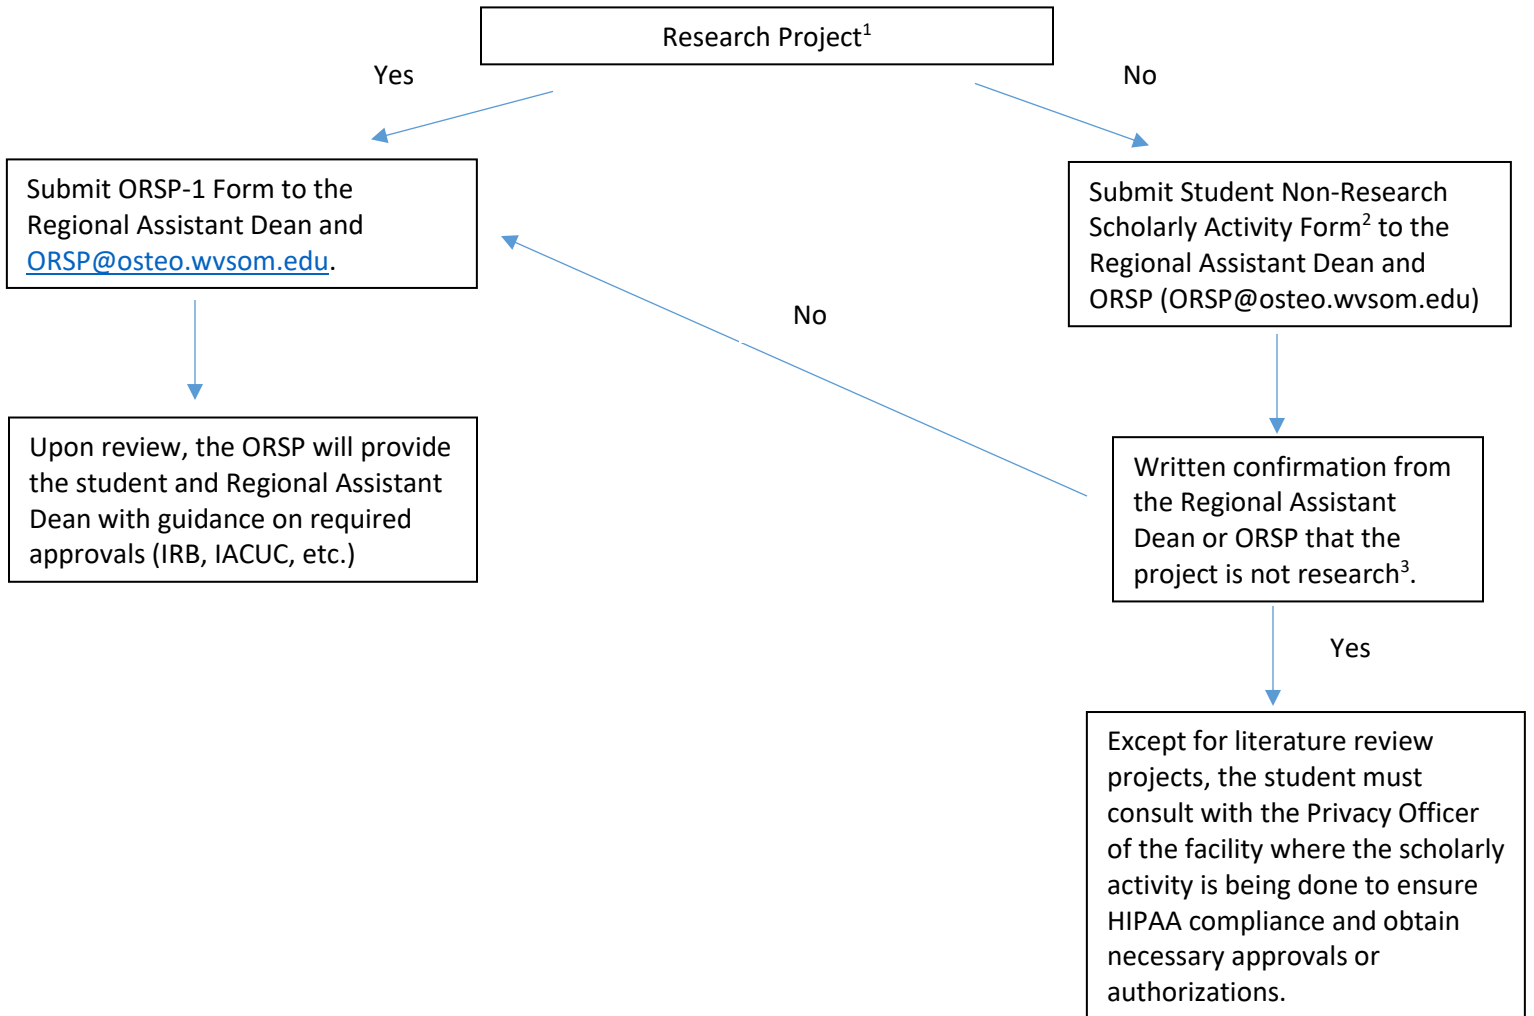 Research Project1
Yes
No
Submit ORSP-1 Form to the
Regional Assistant Dean and
ORSP@osteo.wvsom.edu.
Submit Student Non-Research
Scholarly Activity Form2 to the
Regional Assistant Dean and
ORSP (ORSP@osteo.wvsom.edu)
No
Upon review, the ORSP will provide
the student and Regional Assistant
Dean with guidance on required
approvals (IRB, IACUC, etc.)
Written confirmation from
the Regional Assistant
Dean or ORSP that the
project is not research3.
Yes
Except for literature review
projects, the student must
consult with the Privacy Officer
of the facility where the scholarly
activity is being done to ensure
HIPAA compliance and obtain
necessary approvals or
authorizations.